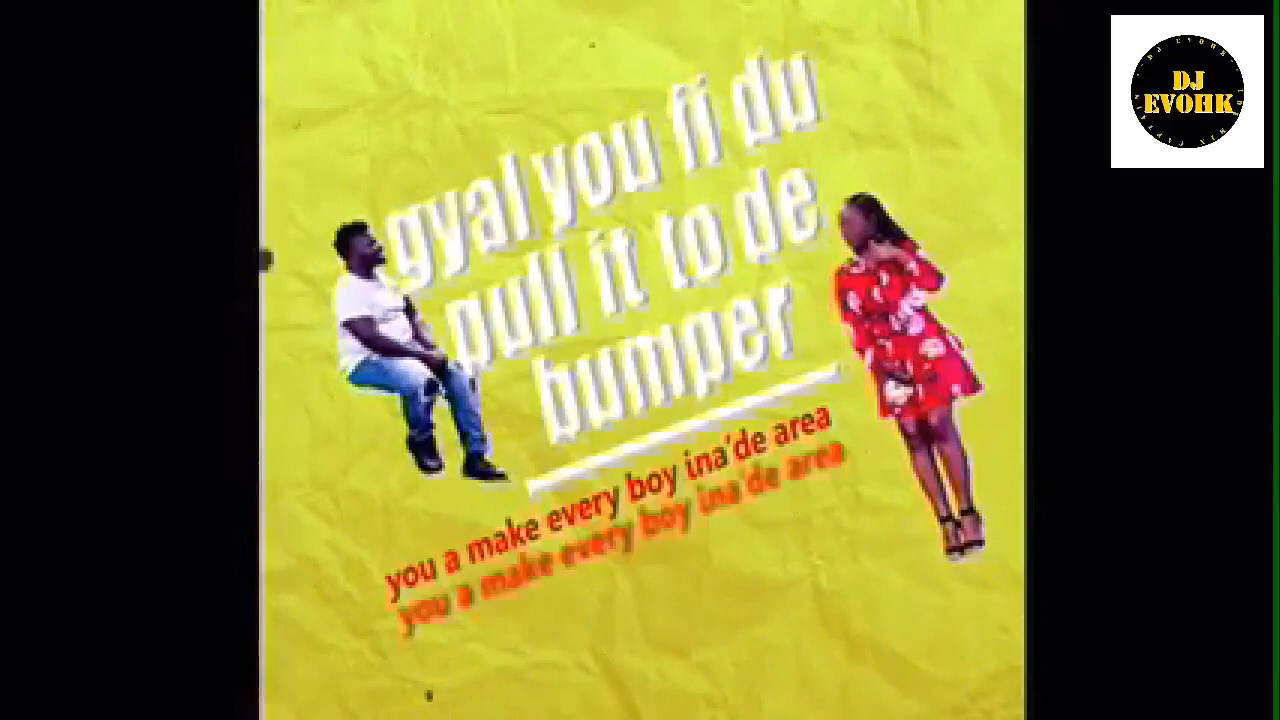 gyal you fi du
pull it to de
bumper
you a make every boy ina'de area
you a make every boy ina'de area
DJ
EVOHK